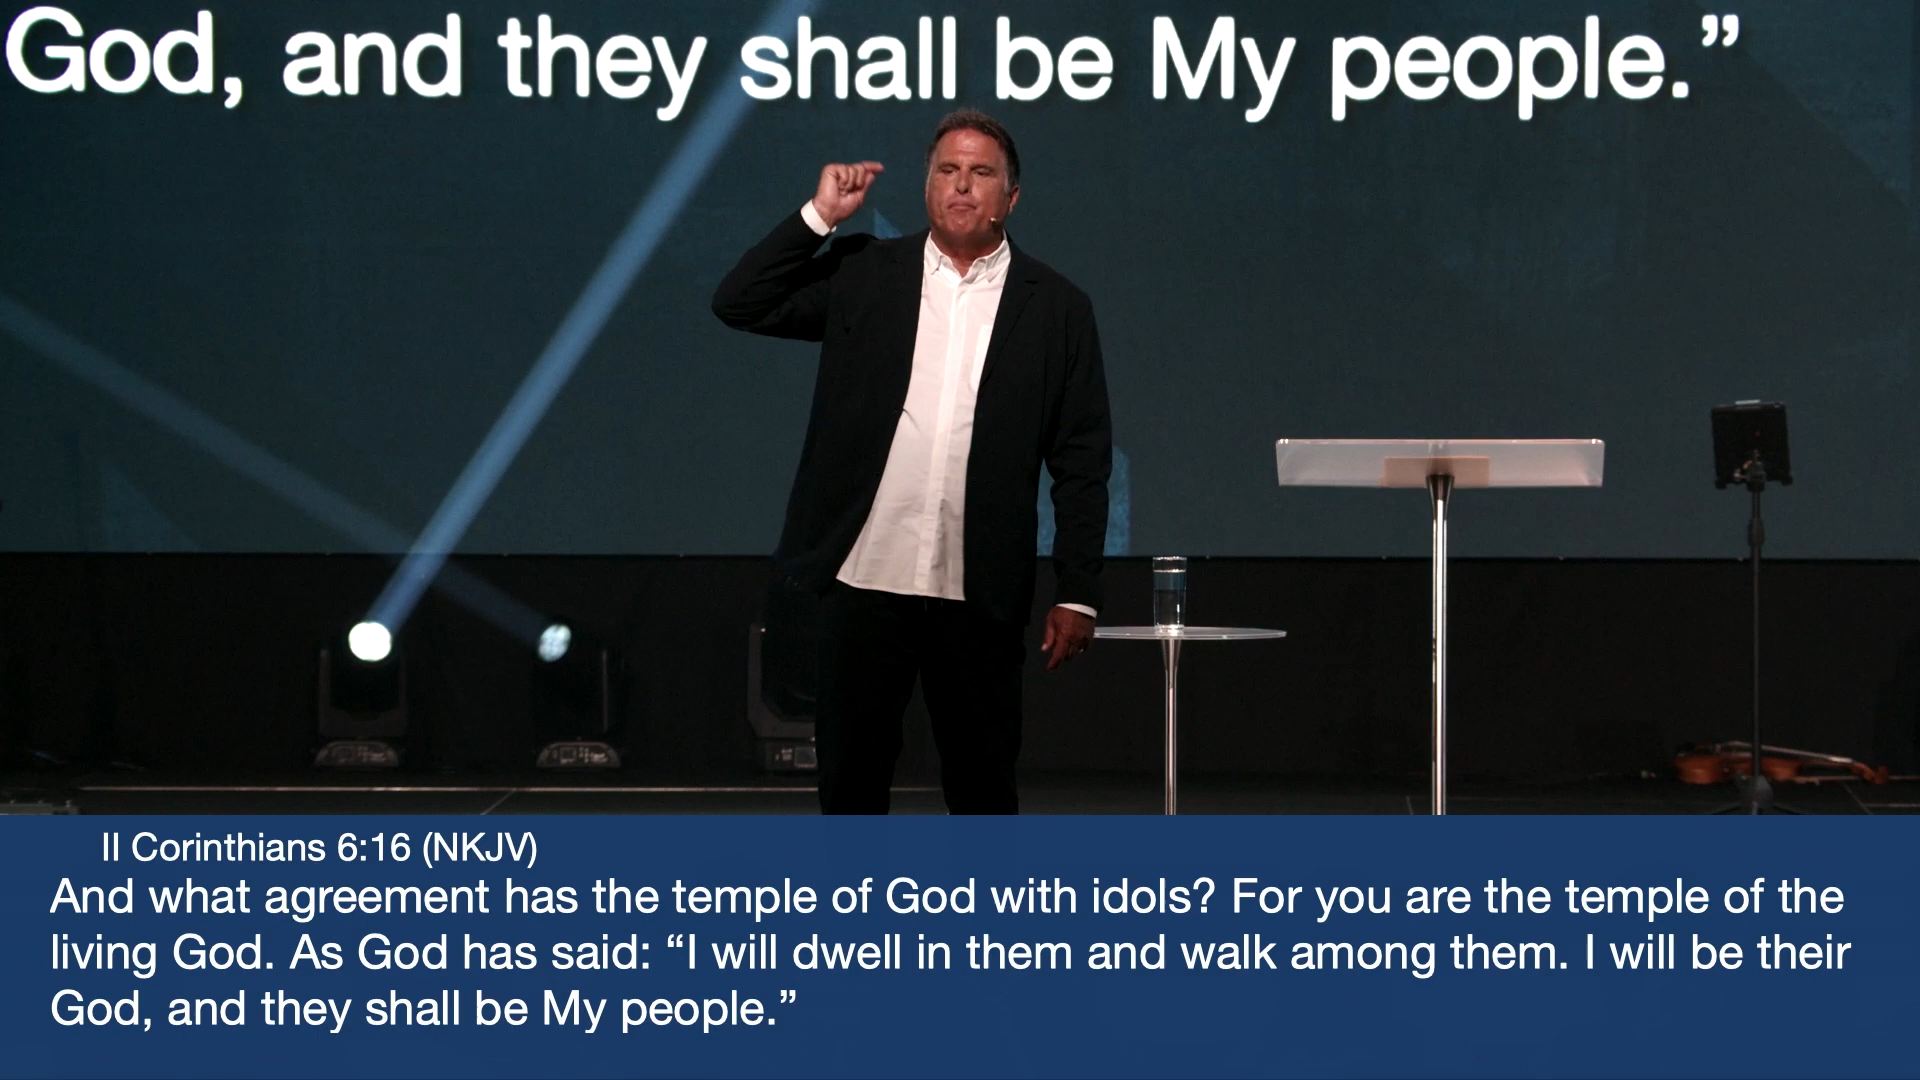 God, and they shall be My people.”
II Corinthians 6:16 (NKJV)
And what agreement has the temple of God with idols? For you are the temple of the
living God. As God has said: “I will dwell in them and walk among them. I will be their
God, and they shall be My people.”